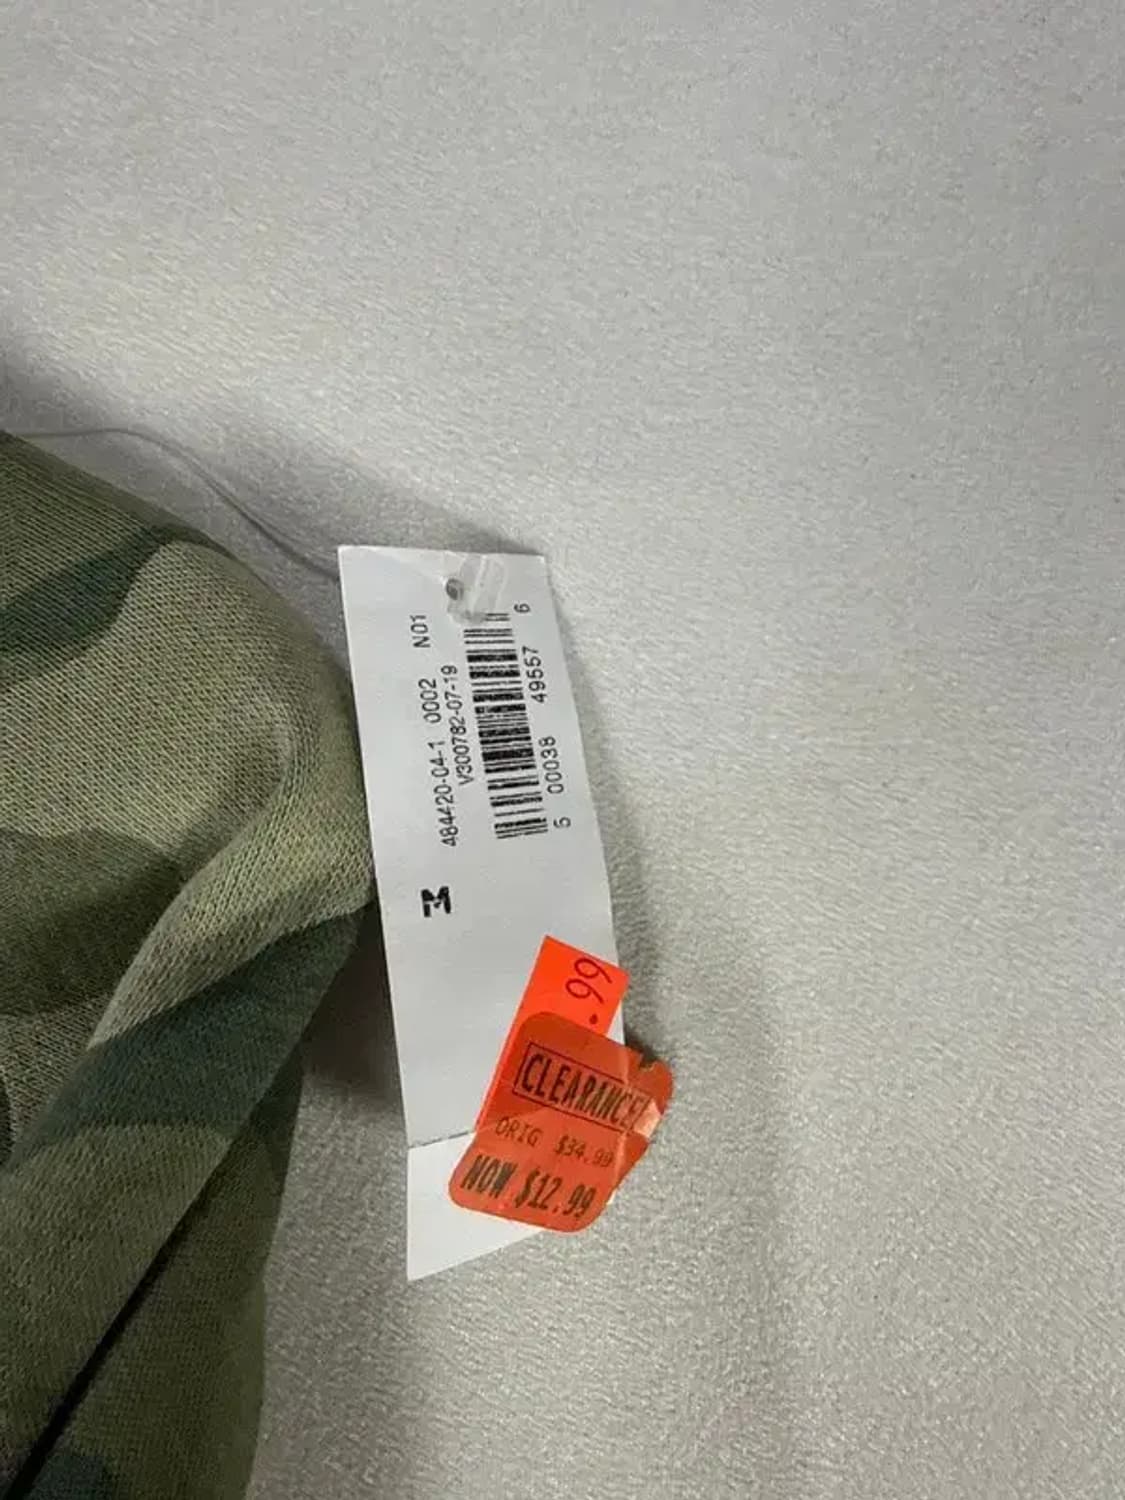 484420-04-1 0002 N01
V300782-07-19
5 00038 49557 6
M
.99
CLEARANCE
ORIG $34.99
NOW $12.99